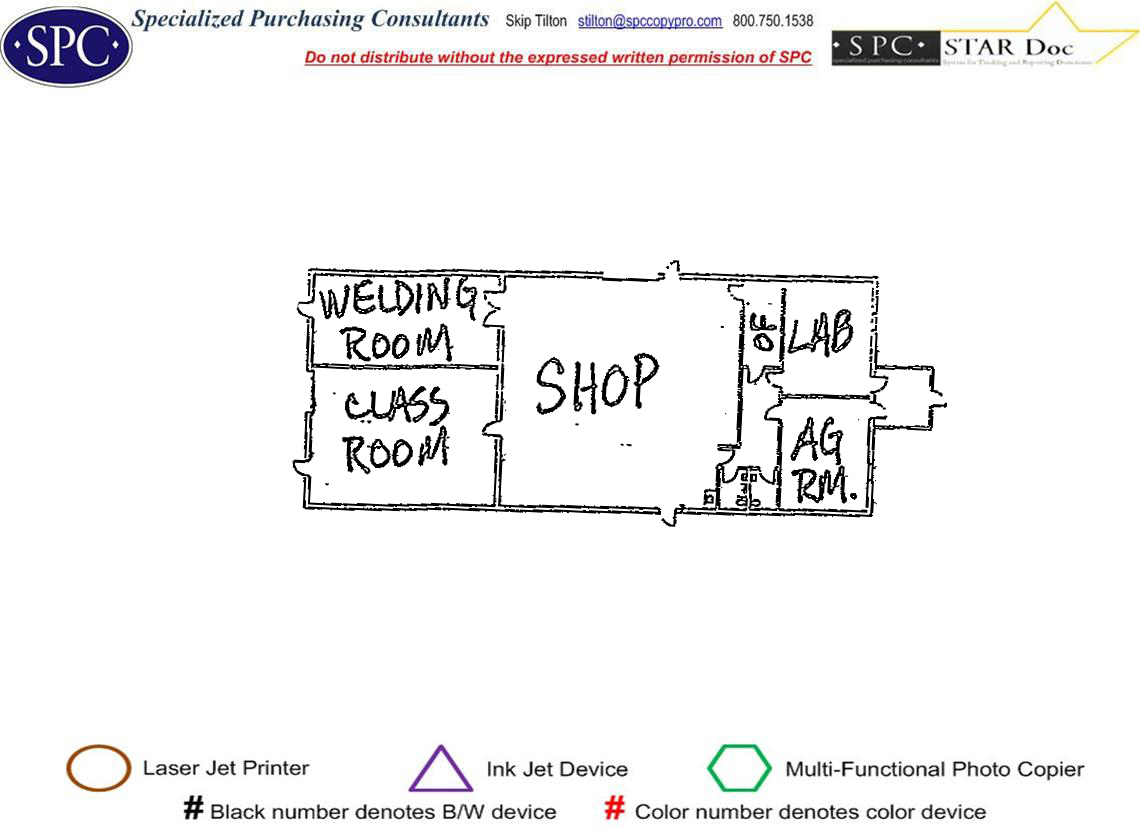 SPC
Specialized Purchasing Consultants Skip Tilton stilton@spccopypro.com 800.750.1538
Do not distribute without the expressed written permission of SPC
·SPC· STAR Doc
specialized purchasing consultants System for Tracking and Reporting Documents
WELDING
ROOM
CLASS
ROOM
SHOP
OF
LAB
AG
RM.
Laser Jet Printer Ink Jet Device Multi-Functional Photo Copier
# Black number denotes B/W device # Color number denotes color device